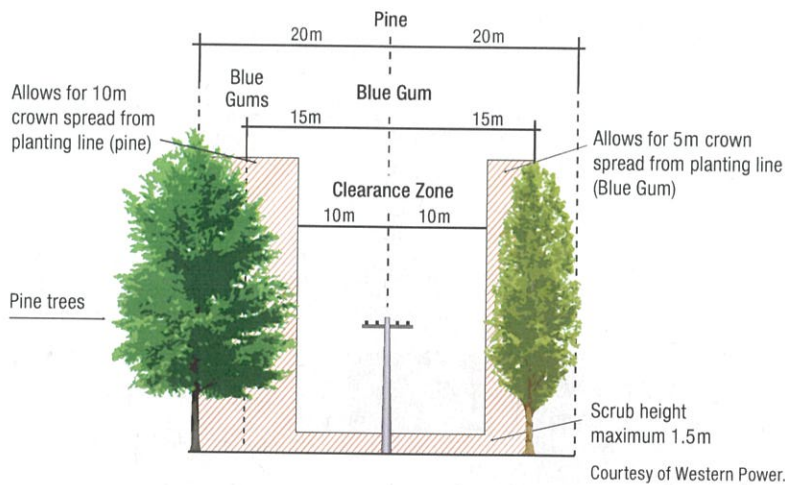 Pine
20m 20m
Blue
Gums
Blue Gum
15m 15m
Allows for 10m
crown spread from
planting line (pine)
Allows for 5m crown
spread from planting line
(Blue Gum)
Clearance Zone
10m 10m
Pine trees
Scrub height
maximum 1.5m
Courtesy of Western Power.